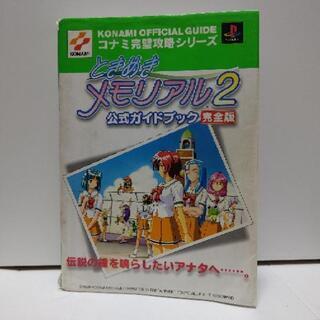 KONAMI OFFICIAL GUIDE
コナミ完璧攻略シリーズ
KONAMI
ときめき
メモリアル2
公式ガイドブック 完全版
伝説の鐘を鳴らしたいアナタへ……。